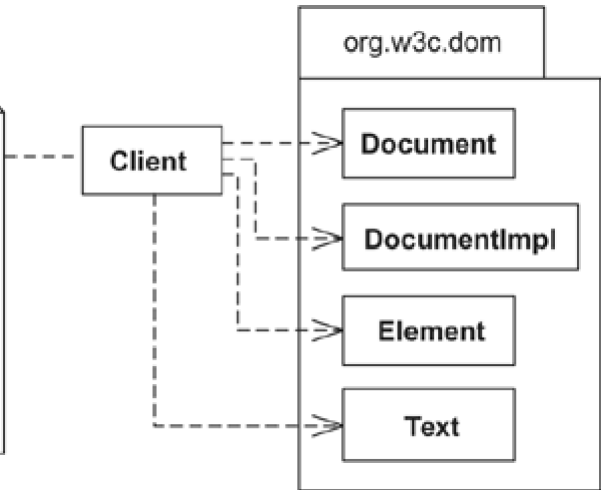 org.w3c.dom
Client
Document
DocumentImpl
Element
Text